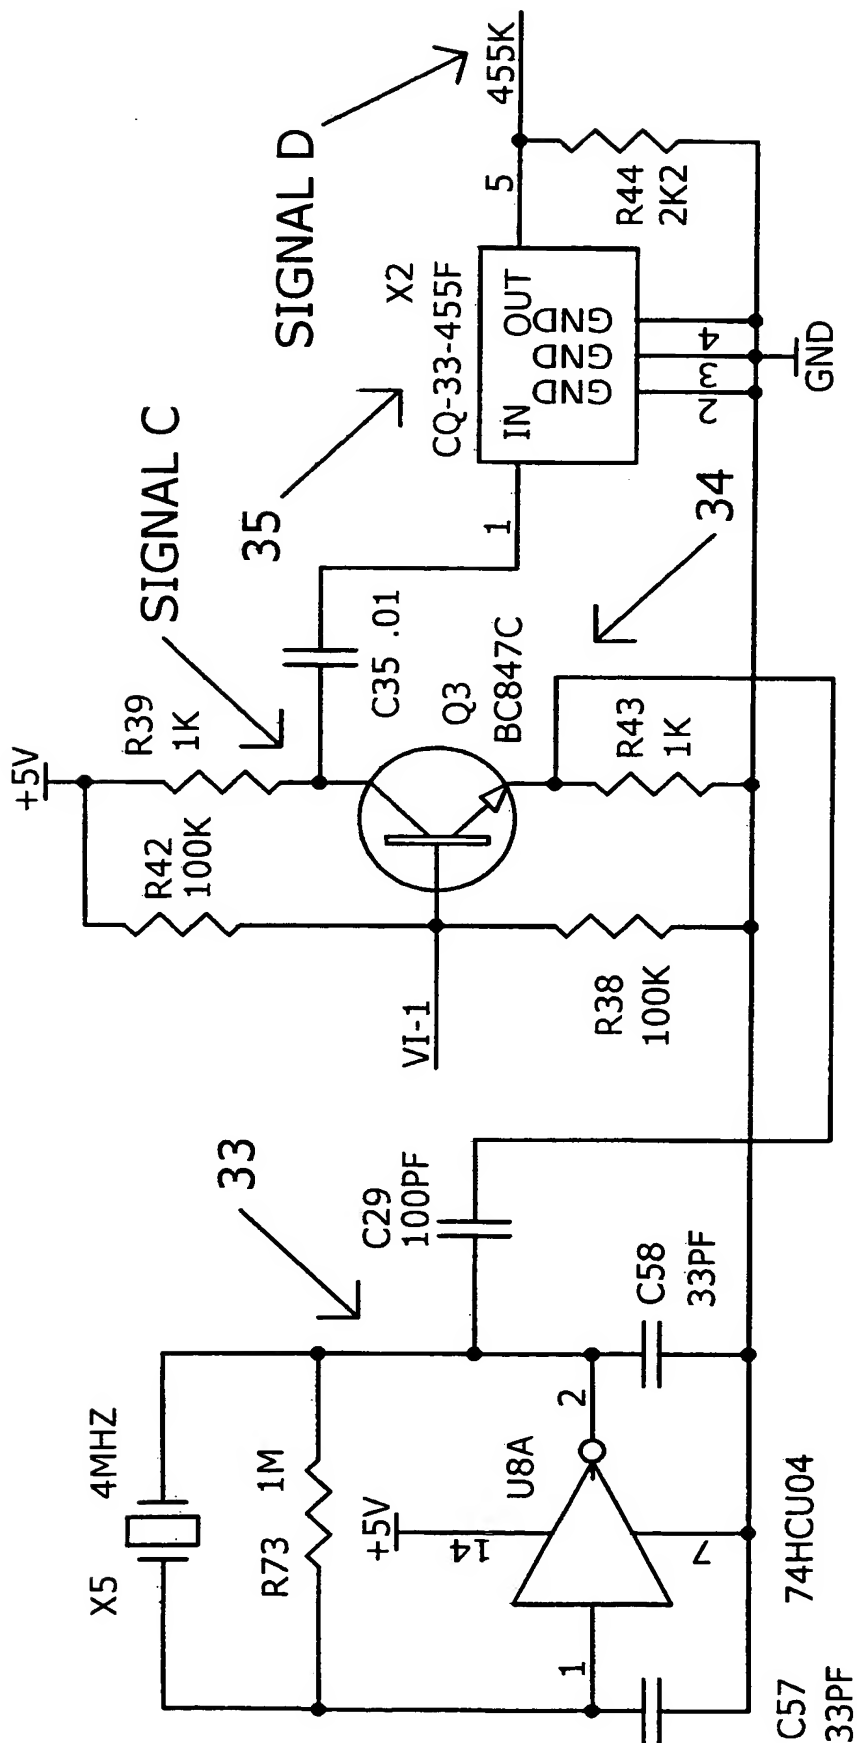 SIGNAL D
455K
5
R44
2K2
X2
CQ-33-455F
IN
OUT
GND
GND
GND
2
3
4
GND
35
SIGNAL C
1
34
+5V
R39
1K
C35 .01
Q3
BC847C
R42
100K
R43
1K
VI-1
R38
100K
33
C29
100PF
C58
33PF
X5
4MHZ
R73
1M
+5V
14
U8A
2
1
7
74HCU04
C57
33PF